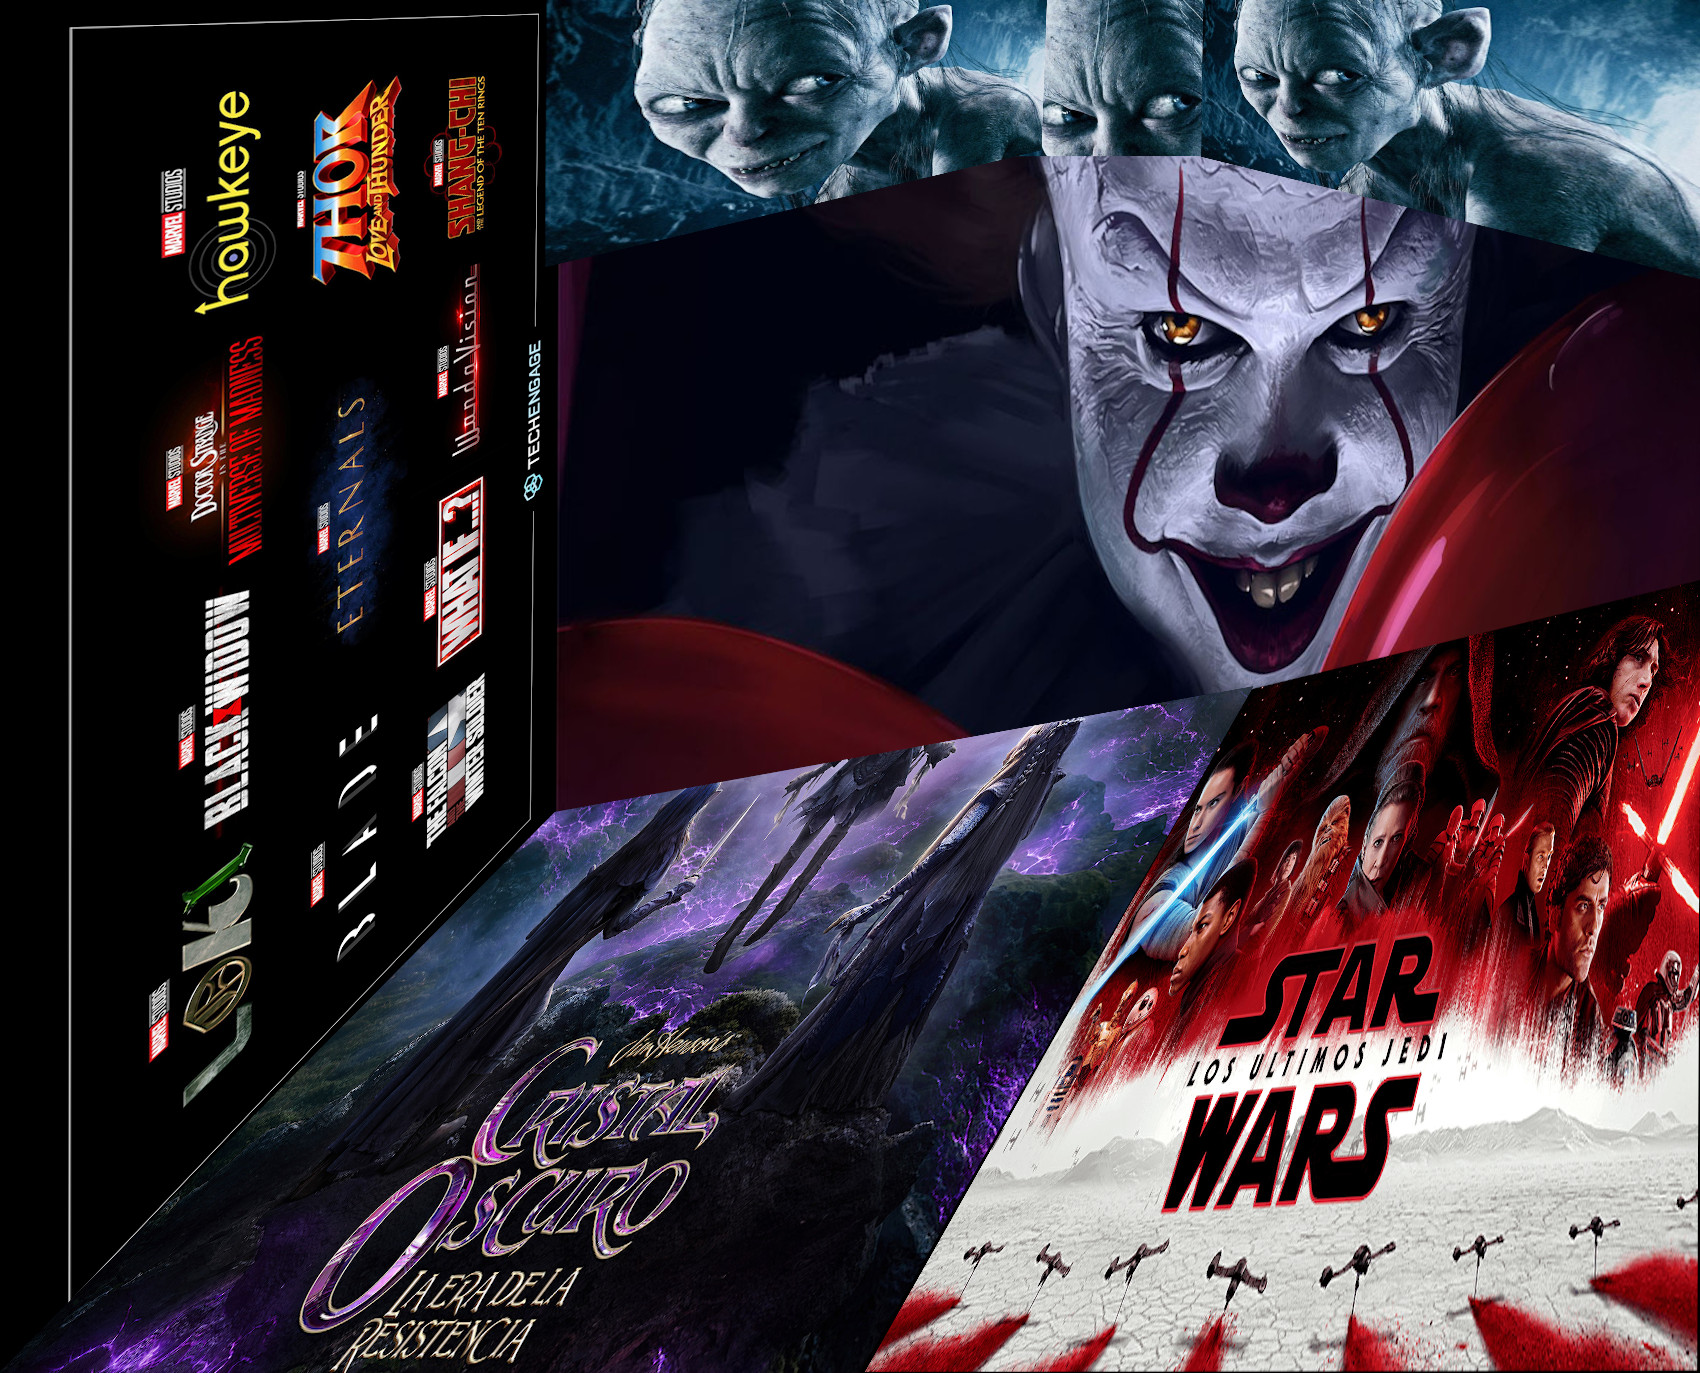 MARVEL STUDIOS
hawkeye
MARVEL STUDIOS
THOR
LOVE AND THUNDER
MARVEL STUDIOS
SHANG-CHI
AND THE LEGEND OF THE TEN RINGS
MARVEL STUDIOS
DOCTOR STRANGE
IN THE
MULTIVERSE OF MADNESS
MARVEL STUDIOS
ETERNALS
MARVEL STUDIOS
WandaVision
MARVEL STUDIOS
BLACK WIDOW
MARVEL STUDIOS
BLADE
MARVEL STUDIOS
WHAT IF...?
MARVEL STUDIOS
LOKI
MARVEL STUDIOS
THE FALCON
AND THE
WINTER SOLDIER
TECHENGAGE
Jim Henson's
CRISTAL
OSCURO
LA ERA DE LA
RESISTENCIA
STAR
LOS ULTIMOS JEDI
WARS